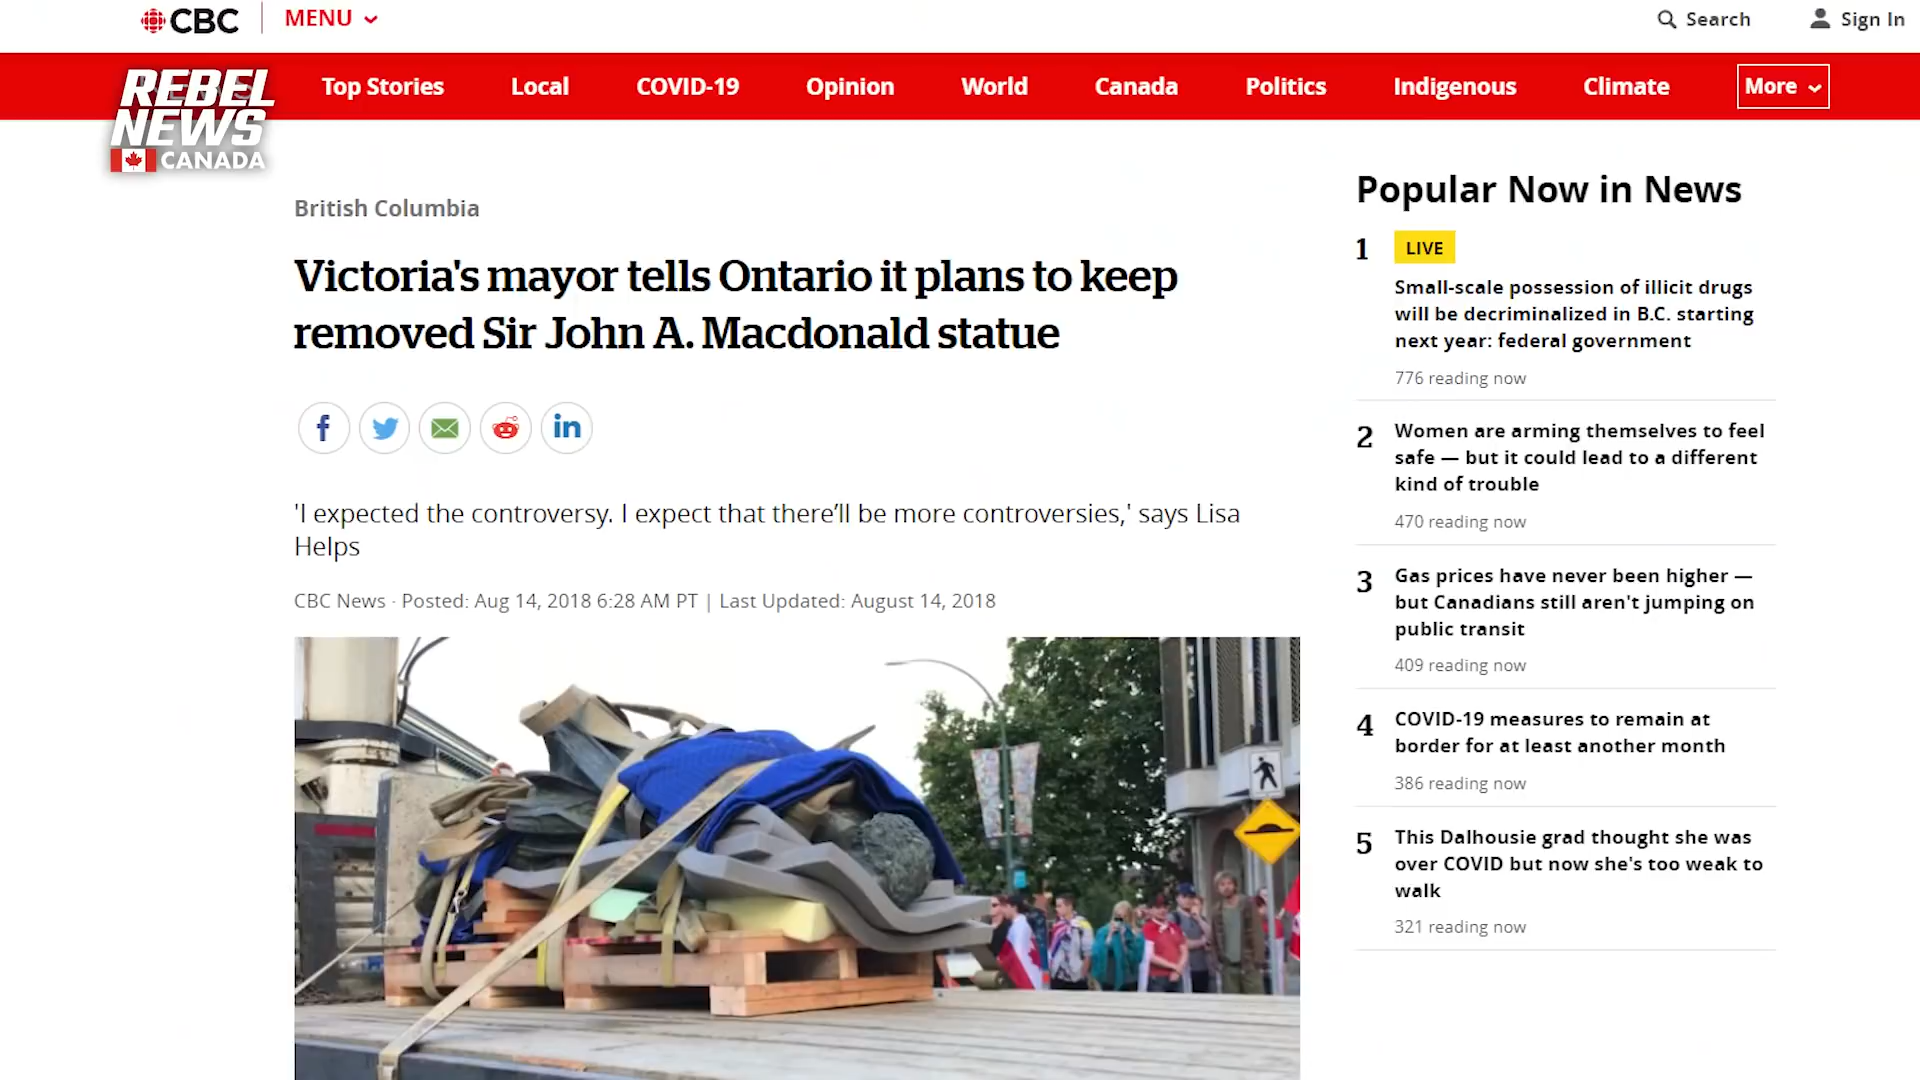 CBC
MENU
Search
Sign In
REBEL
NEWS
CANADA
Top Stories
Local
COVID-19
Opinion
World
Canada
Politics
Indigenous
Climate
More
British Columbia
Victoria's mayor tells Ontario it plans to keep
removed Sir John A. Macdonald statue
'I expected the controversy. I expect that there’ll be more controversies,' says Lisa
Helps
CBC News · Posted: Aug 14, 2018 6:28 AM PT | Last Updated: August 14, 2018
Popular Now in News
1
LIVE
Small-scale possession of illicit drugs
will be decriminalized in B.C. starting
next year: federal government
776 reading now
2
Women are arming themselves to feel
safe — but it could lead to a different
kind of trouble
470 reading now
3
Gas prices have never been higher —
but Canadians still aren't jumping on
public transit
409 reading now
4
COVID-19 measures to remain at
border for at least another month
386 reading now
5
This Dalhousie grad thought she was
over COVID but now she's too weak to
walk
321 reading now